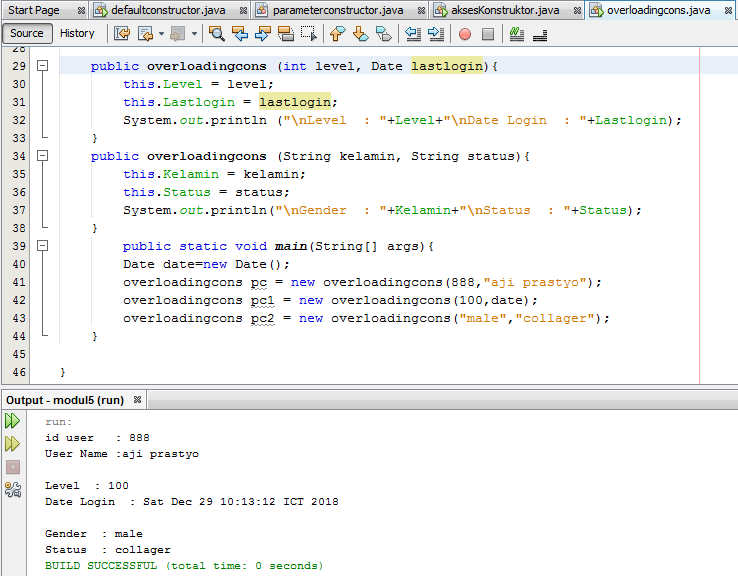 Start Page defaultconstructor.java parameterconstructor.java aksesKonstruktor.java overloadingcons.java
Source History
28
29 public overloadingcons (int level, Date lastlogin){
30 this.Level = level;
31 this.Lastlogin = lastlogin;
32 System.out.println ("\nLevel : "+Level+"\nDate Login : "+Lastlogin);
33 }
34 public overloadingcons (String kelamin, String status){
35 this.Kelamin = kelamin;
36 this.Status = status;
37 System.out.println("\nGender : "+Kelamin+"\nStatus : "+Status);
38 }
39 public static void main(String[] args){
40 Date date=new Date();
41 overloadingcons pc = new overloadingcons(888,"aji prastyo");
42 overloadingcons pc1 = new overloadingcons(100,date);
43 overloadingcons pc2 = new overloadingcons("male","collager");
44 }
45
46 }
Output - modul5 (run)
run:
id user : 888
User Name :aji prastyo
Level : 100
Date Login : Sat Dec 29 10:13:12 ICT 2018
Gender : male
Status : collager
BUILD SUCCESSFUL (total time: 0 seconds)